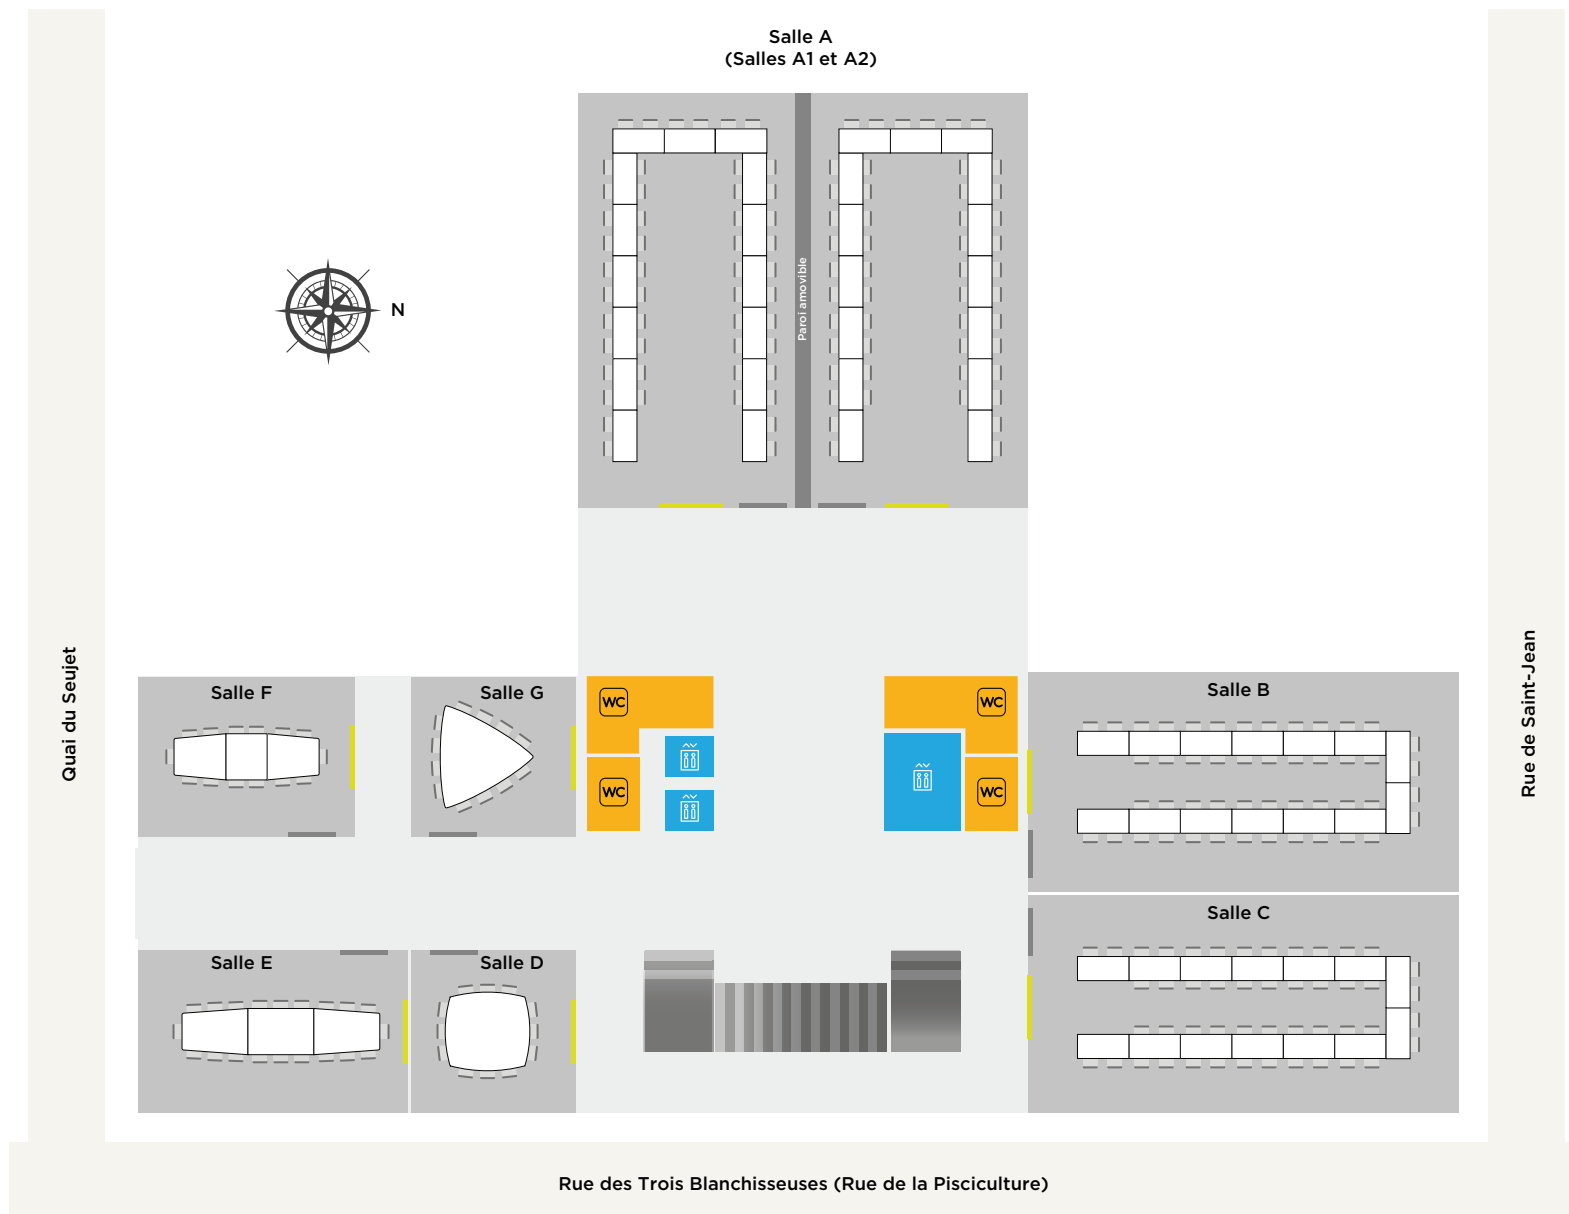 Salle A
(Salles A1 et A2)
Paroi amovible
N
Quai du Seujet
Rue de Saint-Jean
Salle F
Salle G
WC
WC
WC
WC
Salle B
Salle C
Salle E
Salle D
Rue des Trois Blanchisseuses (Rue de la Pisciculture)